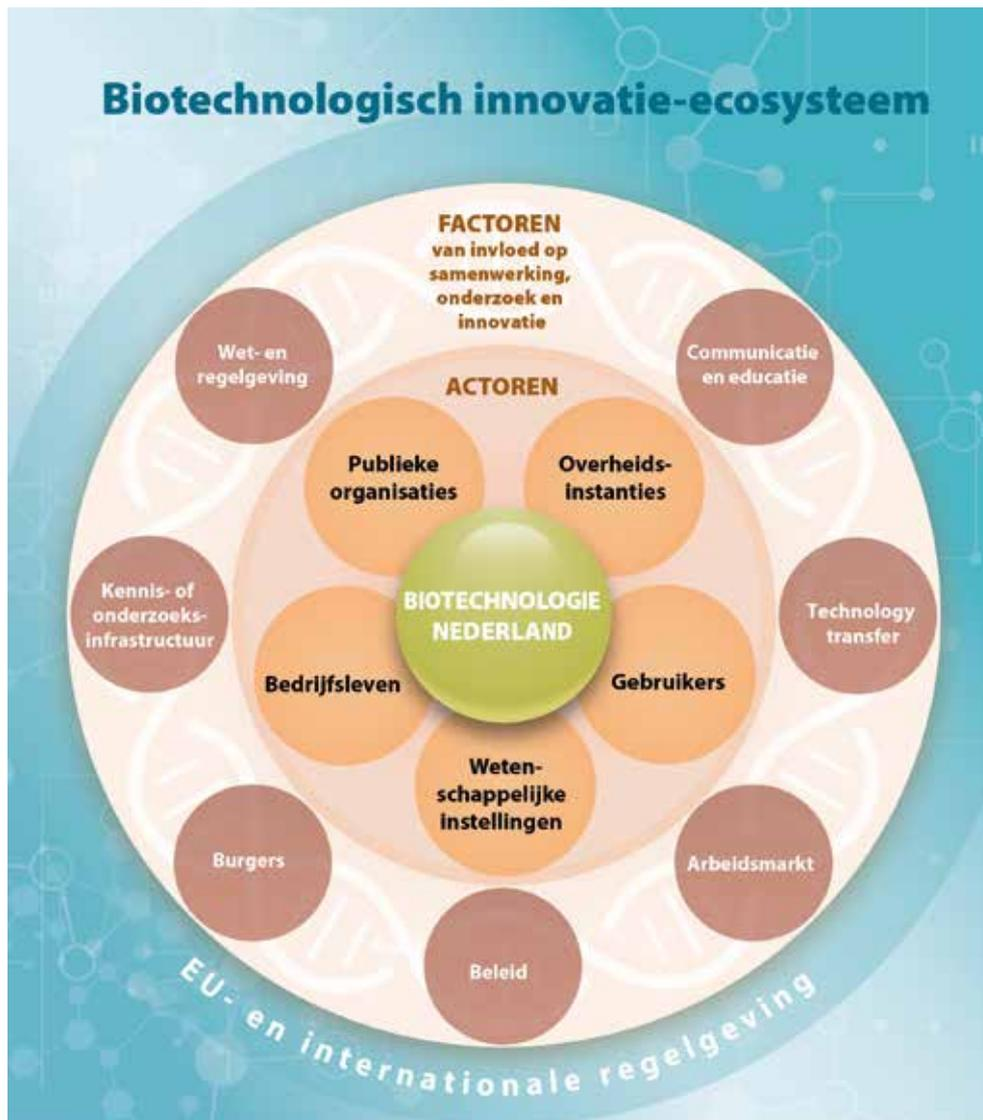 Biotechnologisch innovatie-ecosysteem
FACTOREN
van invloed op
samenwerking,
onderzoek en
innovatie
Wet- en
regelgeving
Communicatie
en educatie
ACTOREN
Publieke
organisaties
Overheids-
instanties
Kennis- of
onderzoeks-
infrastructuur
BIOTECHNOLOGIE
NEDERLAND
Technology
transfer
Bedrijfsleven
Gebruikers
Weten-
schappelijke
instellingen
Burgers
Arbeidsmarkt
Beleid
EU- en internationale regelgeving